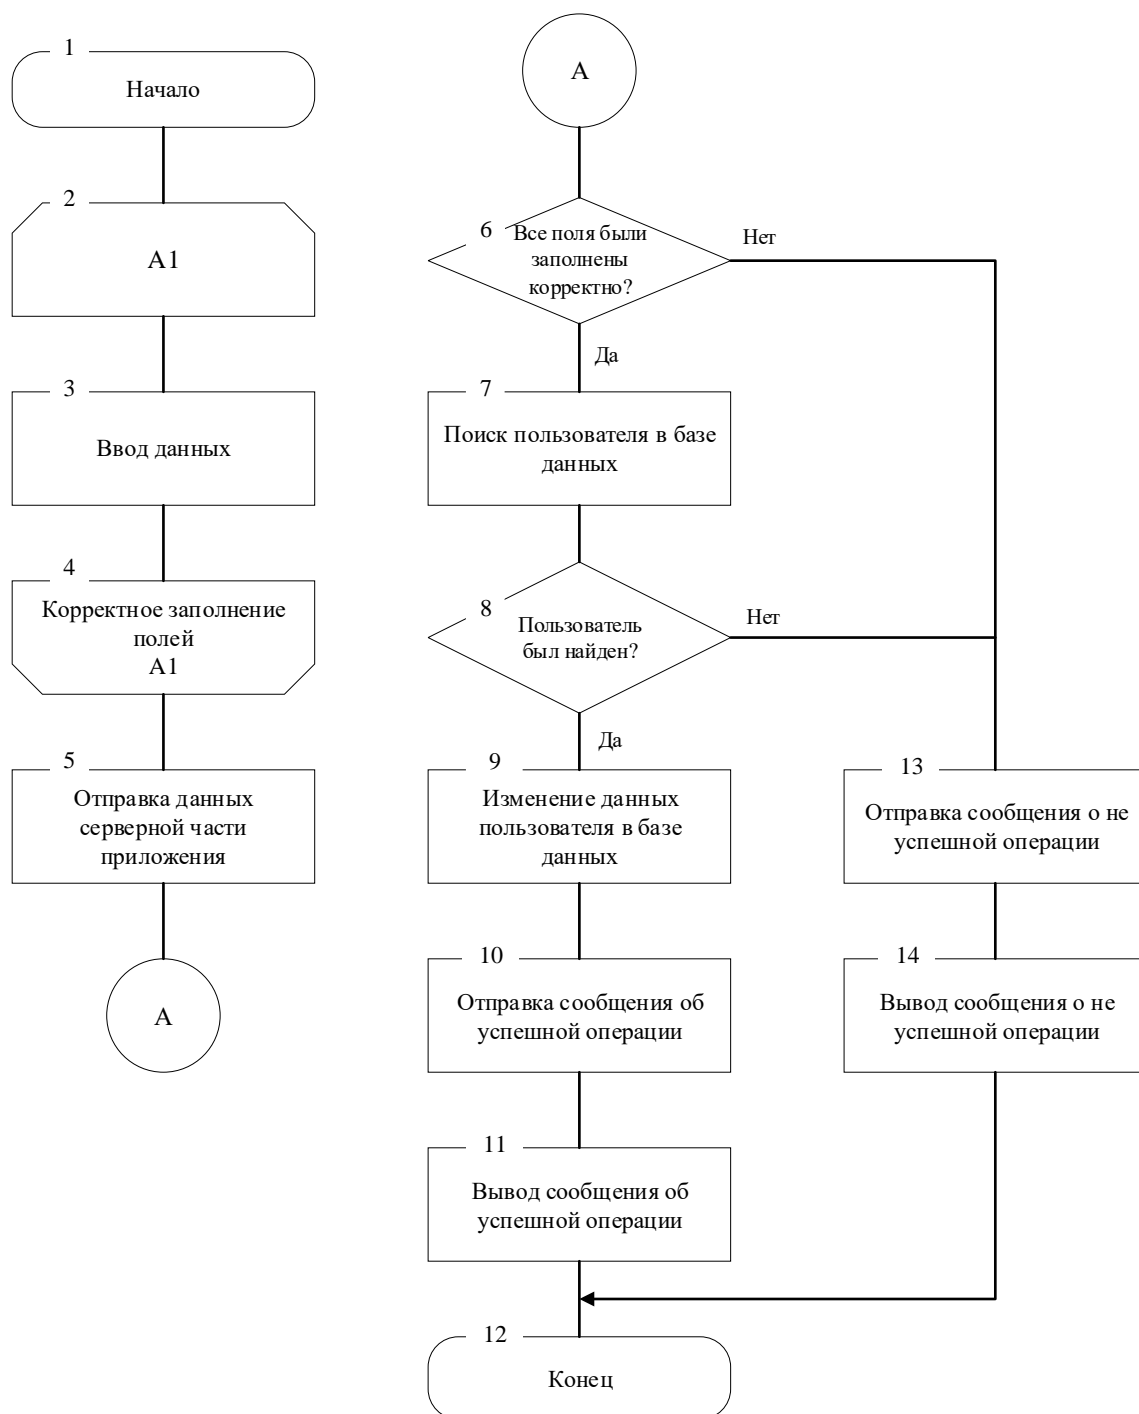 1
Начало
2
А1
3
Ввод данных
4
Корректное заполнение
полей
А1
5
Отправка данных
серверной части
приложения
А
А
6
Все поля были
заполнены
корректно?
Нет
Да
7
Поиск пользователя в базе
данных
8
Пользователь
был найден?
Нет
Да
9
Изменение данных
пользователя в базе
данных
10
Отправка сообщения об
успешной операции
11
Вывод сообщения об
успешной операции
12
Конец
13
Отправка сообщения о не
успешной операции
14
Вывод сообщения о не
успешной операции